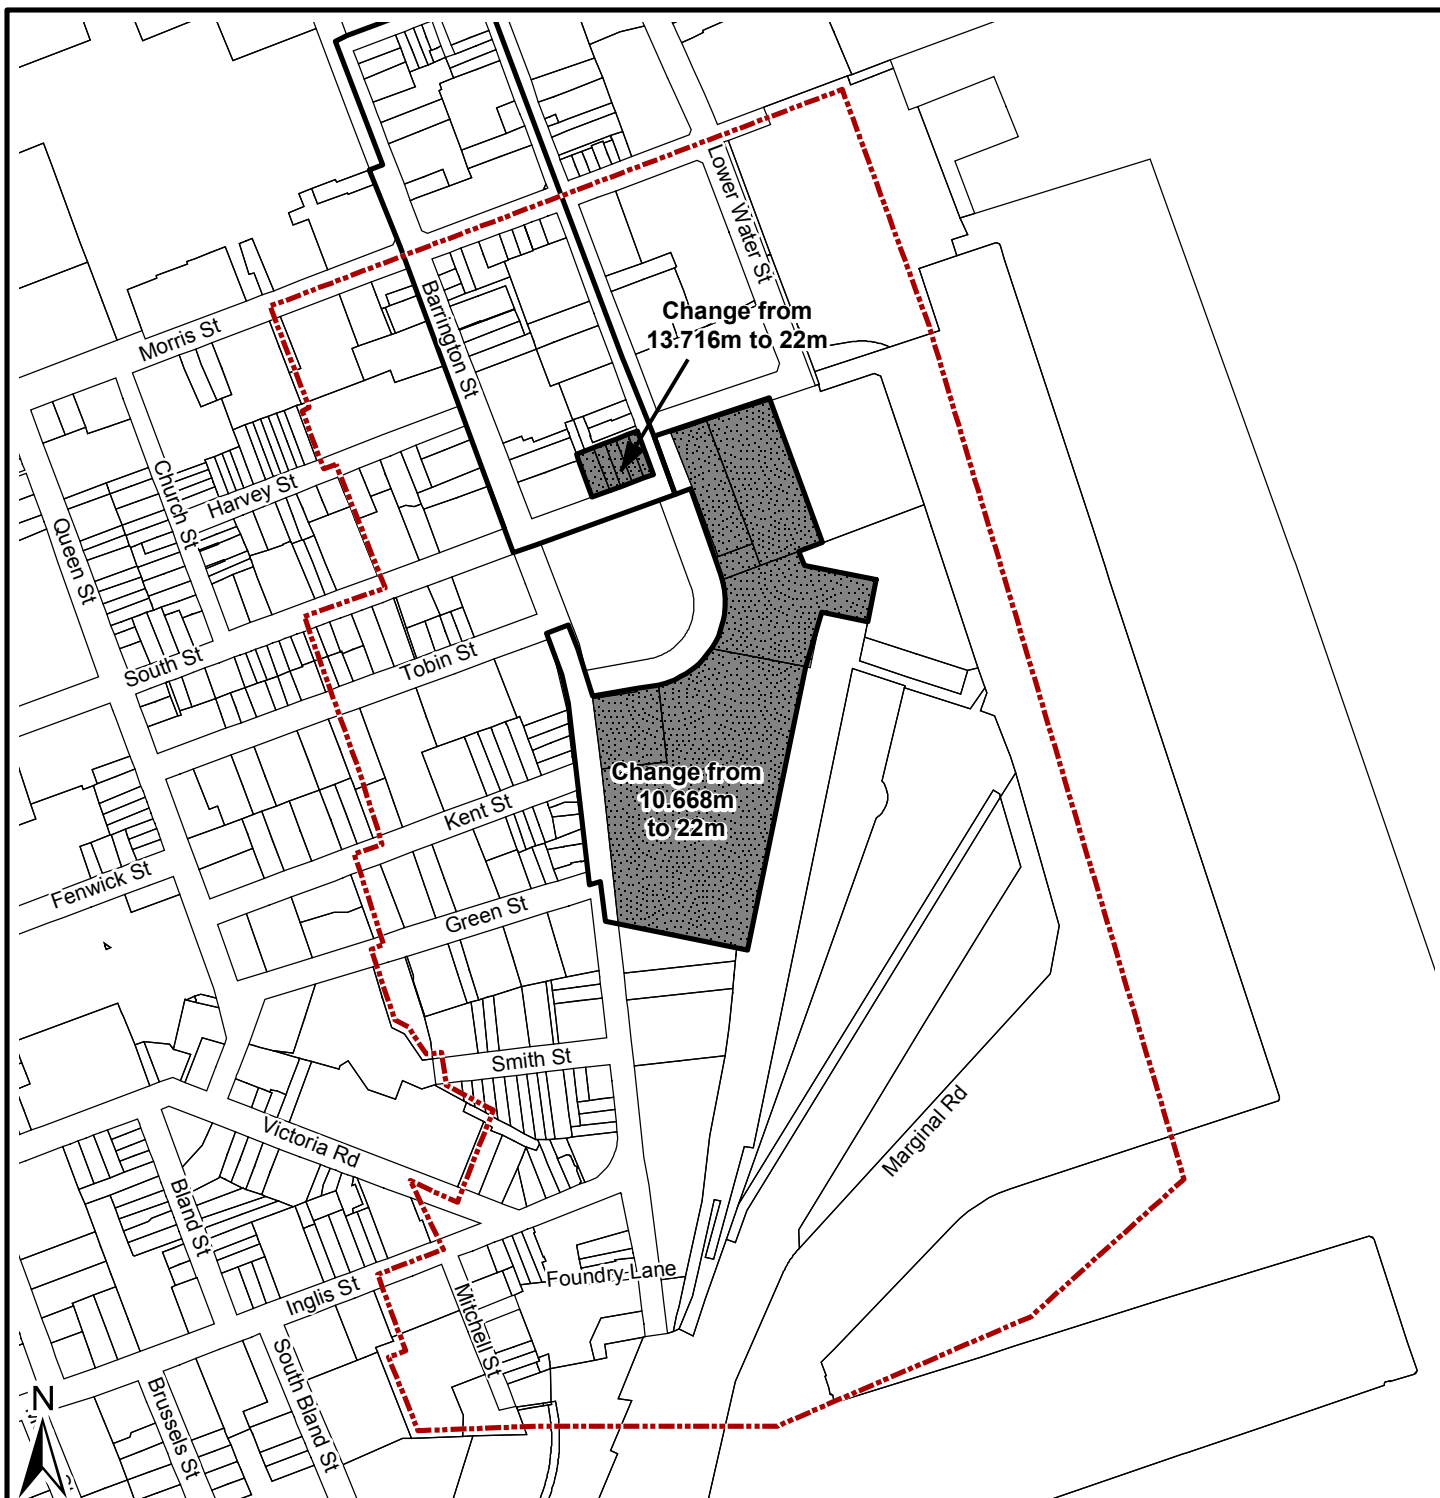 Lower Water St
Change from
13.716m to 22m
Barrington St
Morris St
Church St
Harvey St
Queen St
South St
Tobin St
Change from
10.668m
to 22m
Kent St
Fenwick St
Green St
Smith St
Marginal Rd
Victoria Rd
Bland St
Foundry Lane
Inglis St
Mitchell St
South Bland St
Brussels St
N